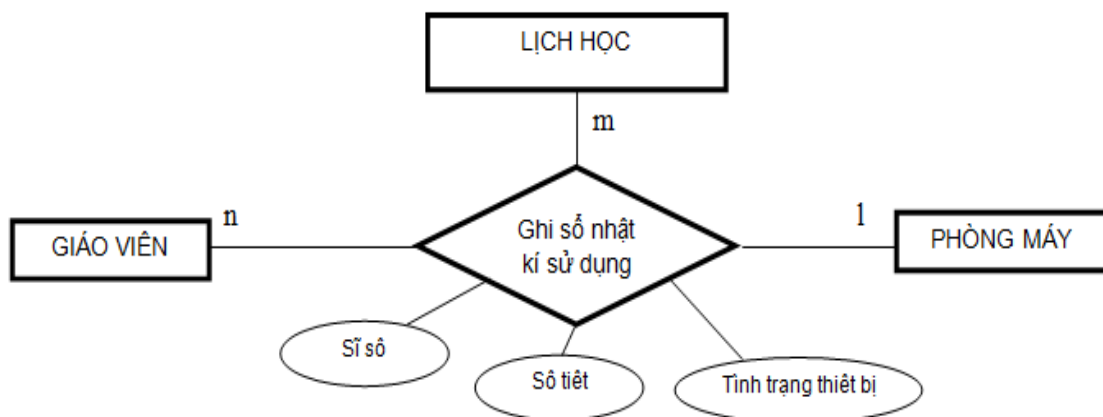 LỊCH HỌC
m
n
l
GIÁO VIÊN
Ghi sổ nhật
kí sử dụng
PHÒNG MÁY
Sĩ sô
Sô tiêt
Tình trạng thiêt bị